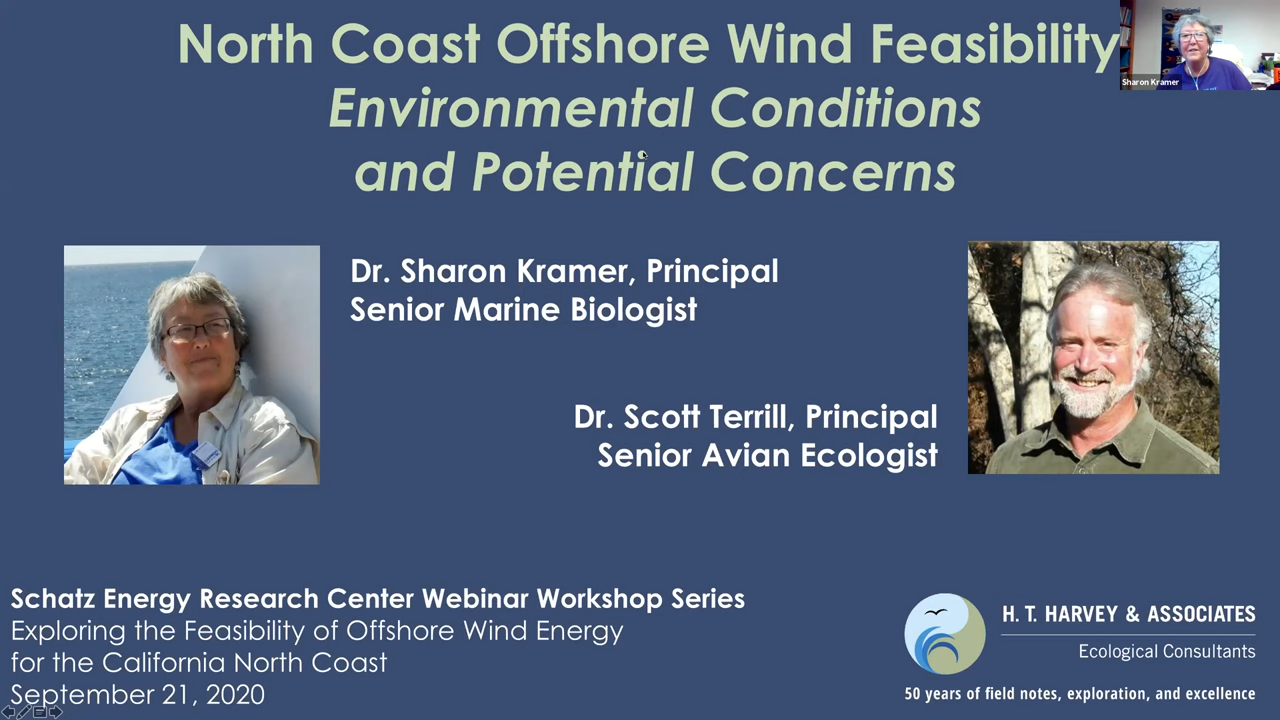 North Coast Offshore Wind Feasibility
Environmental Conditions
and Potential Concerns
Sharon Kramer
Dr. Sharon Kramer, Principal
Senior Marine Biologist
Dr. Scott Terrill, Principal
Senior Avian Ecologist
Schatz Energy Research Center Webinar Workshop Series
Exploring the Feasibility of Offshore Wind Energy
for the California North Coast
September 21, 2020
H. T. HARVEY & ASSOCIATES
Ecological Consultants
50 years of field notes, exploration, and excellence